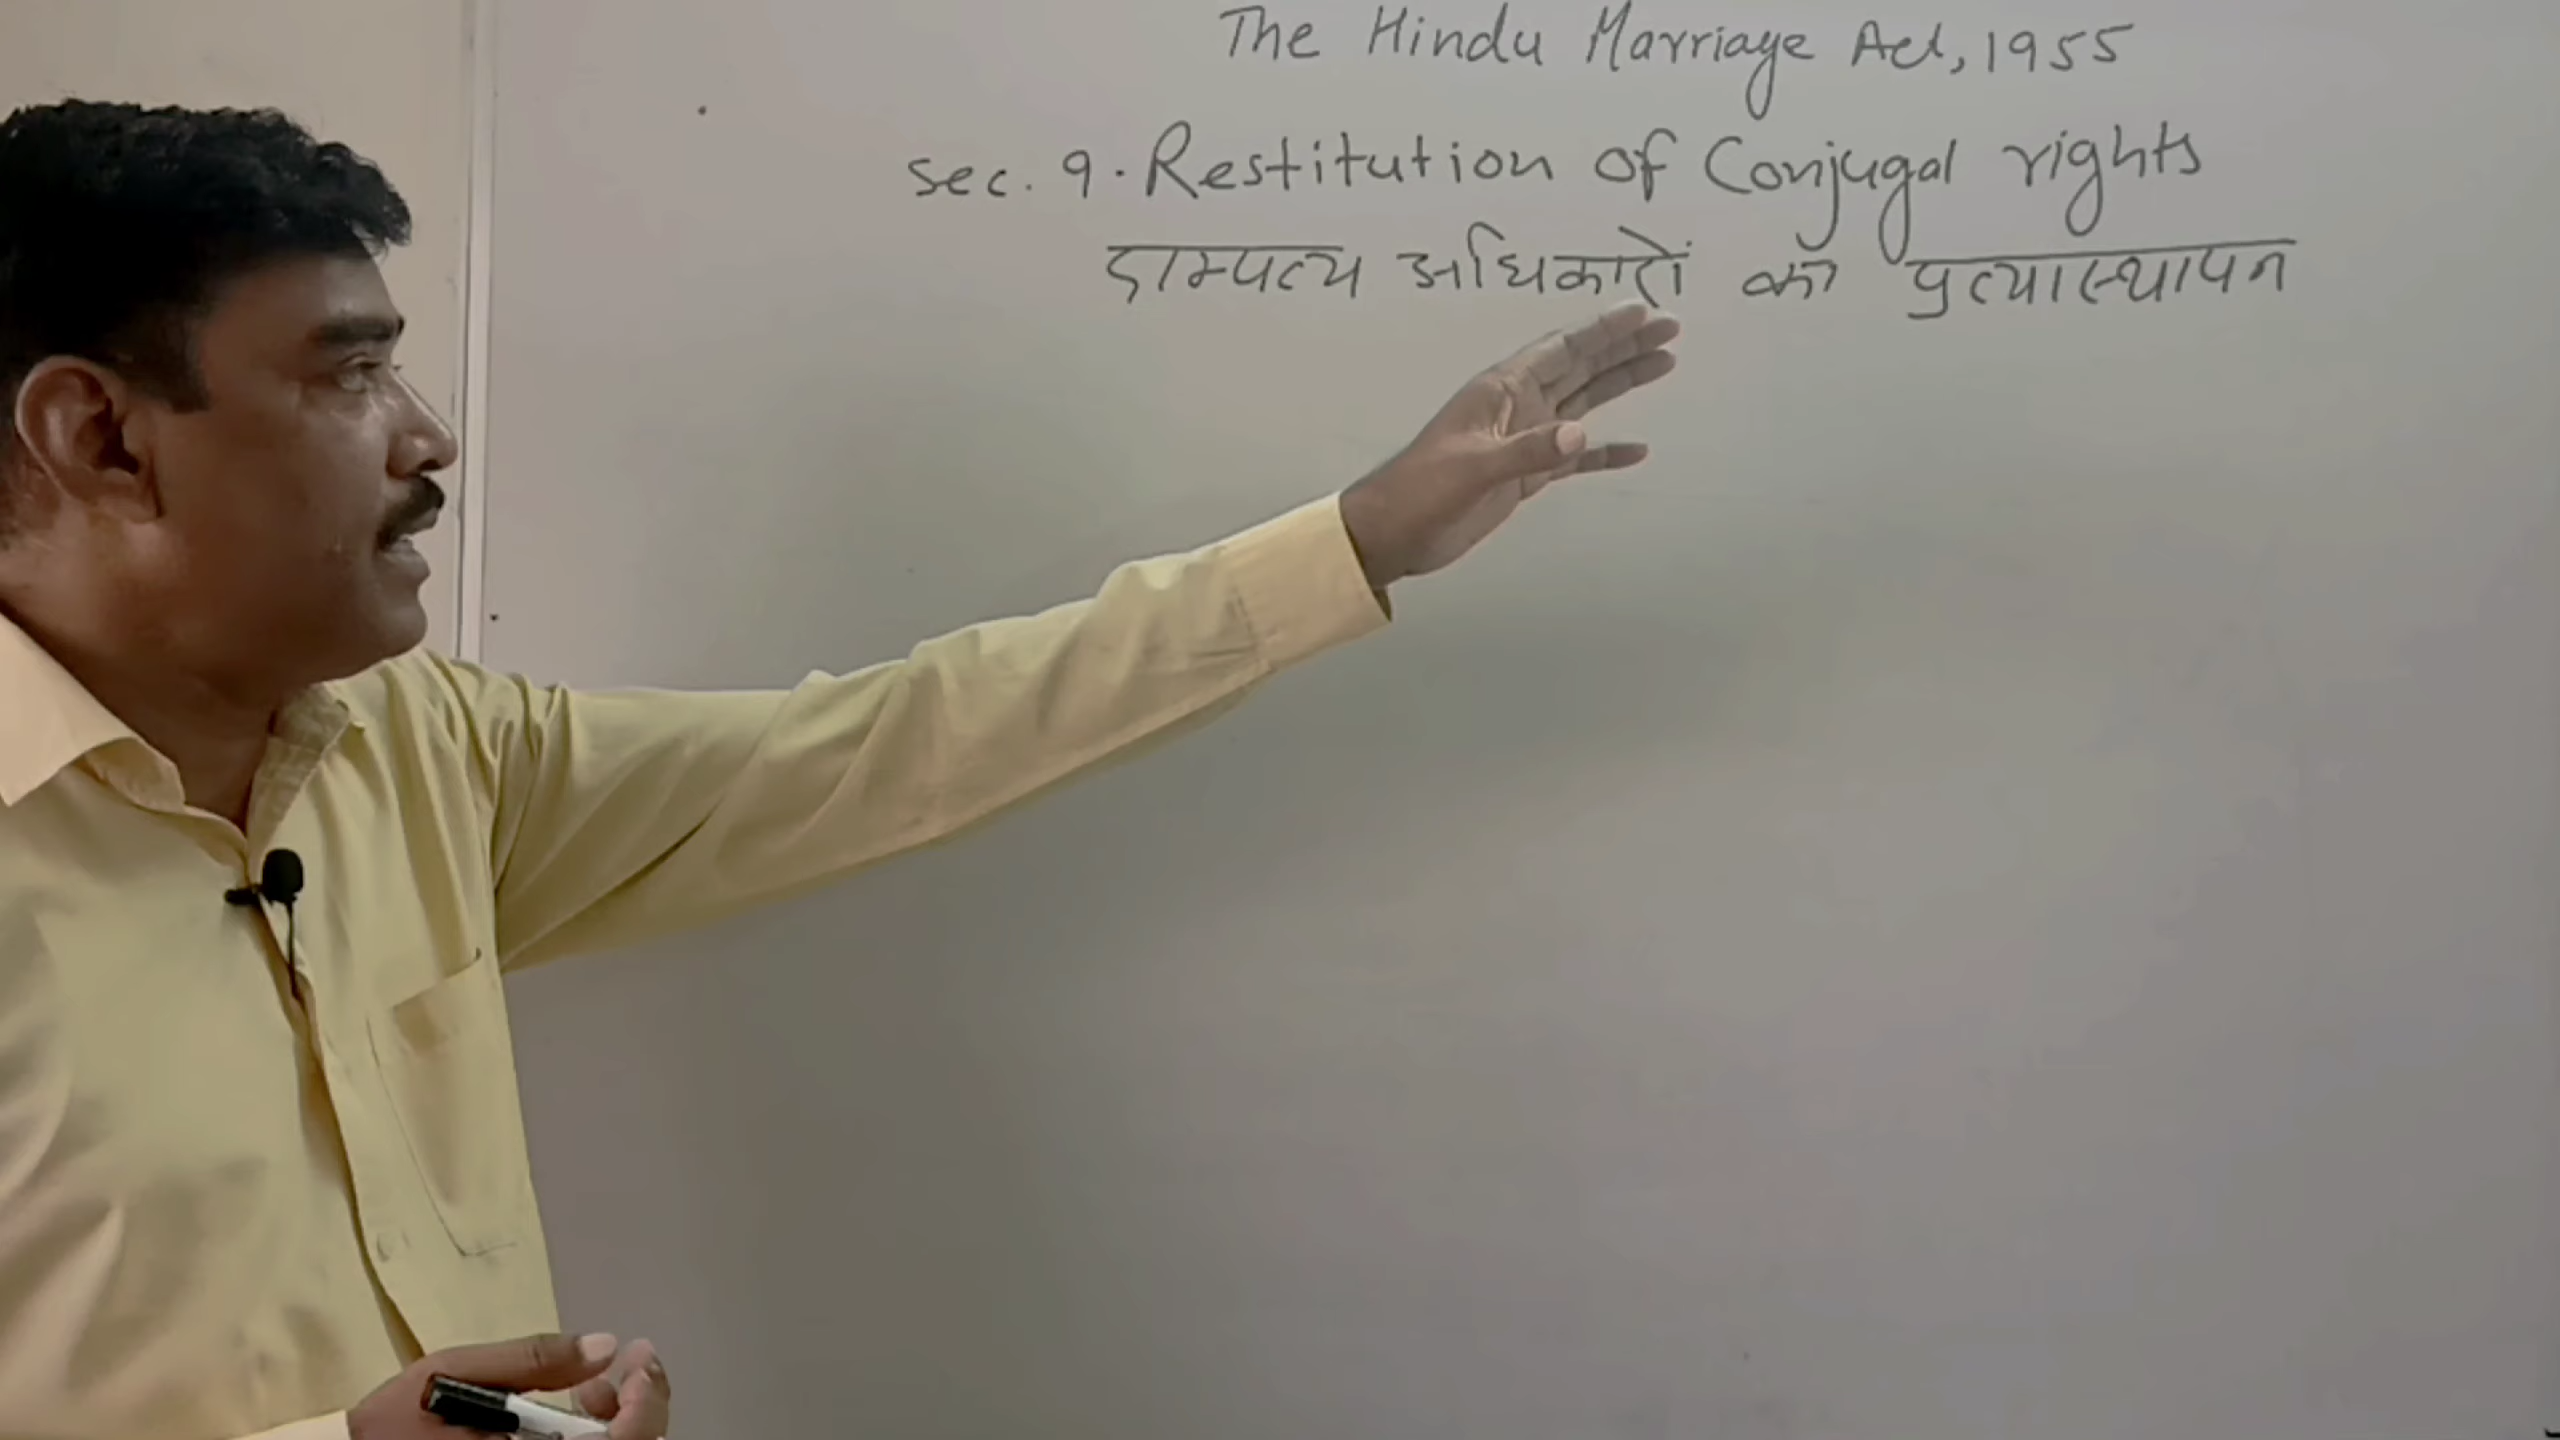 The Hindu Marriage Act, 1955
Sec. 9. Restitution of Conjugal rights
दाम्पत्य अधिकारों का प्रत्यास्थापन